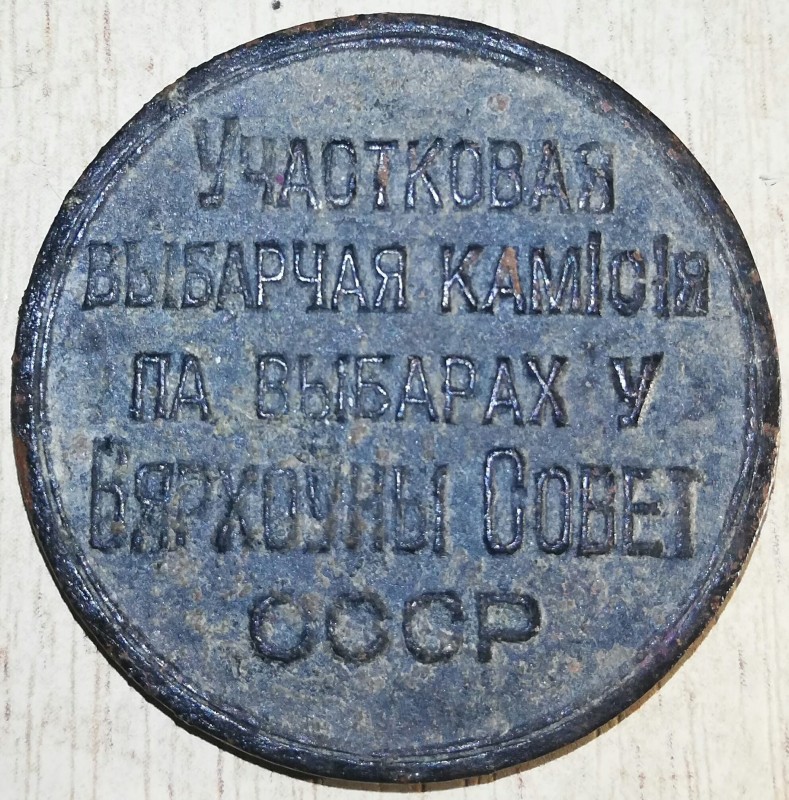 Участковая
выбарчая камісія
па выбарах у
Вярхоўны Совет
СССР